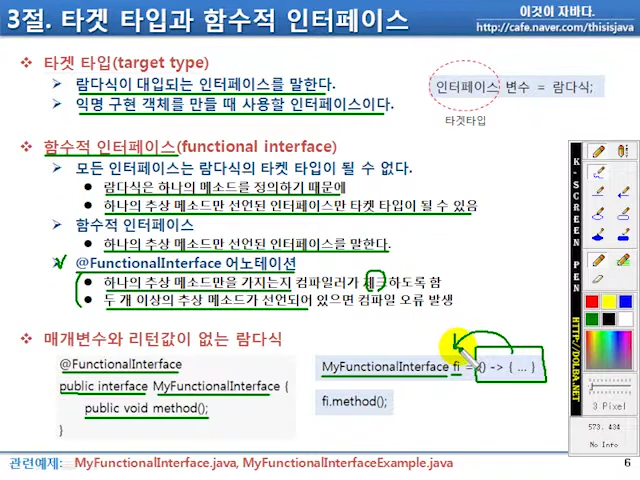 3절. 타겟 타입과 함수적 인터페이스
이것이 자바다.
http://cafe.naver.com/thisisjava
타겟 타입(target type)
람다식이 대입되는 인터페이스를 말한다.
익명 구현 객체를 만들 때 사용할 인터페이스이다.
인터페이스 변수 = 람다식;
타겟타입
함수적 인터페이스(functional interface)
모든 인터페이스는 람다식의 타켓 타입이 될 수 없다.
람다식은 하나의 메소드를 정의하기 때문에
하나의 추상 메소드만 선언된 인터페이스만 타켓 타입이 될 수 있음
함수적 인터페이스
하나의 추상 메소드만 선언된 인터페이스를 말한다.
@FunctionalInterface 어노테이션
하나의 추상 메소드만을 가지는지 컴파일러가 체크하도록 함
두 개 이상의 추상 메소드가 선언되어 있으면 컴파일 오류 발생
매개변수와 리턴값이 없는 람다식
@FunctionalInterface
public interface MyFunctionalInterface {
public void method();
}
MyFunctionalInterface fi = () -> { ... }
fi.method();
K-SCREEN PEN
HTTP://DOLBA.NET
3 Pixel
573, 434
No Info
관련예제: MyFunctionalInterface.java, MyFunctionalInterfaceExample.java
6